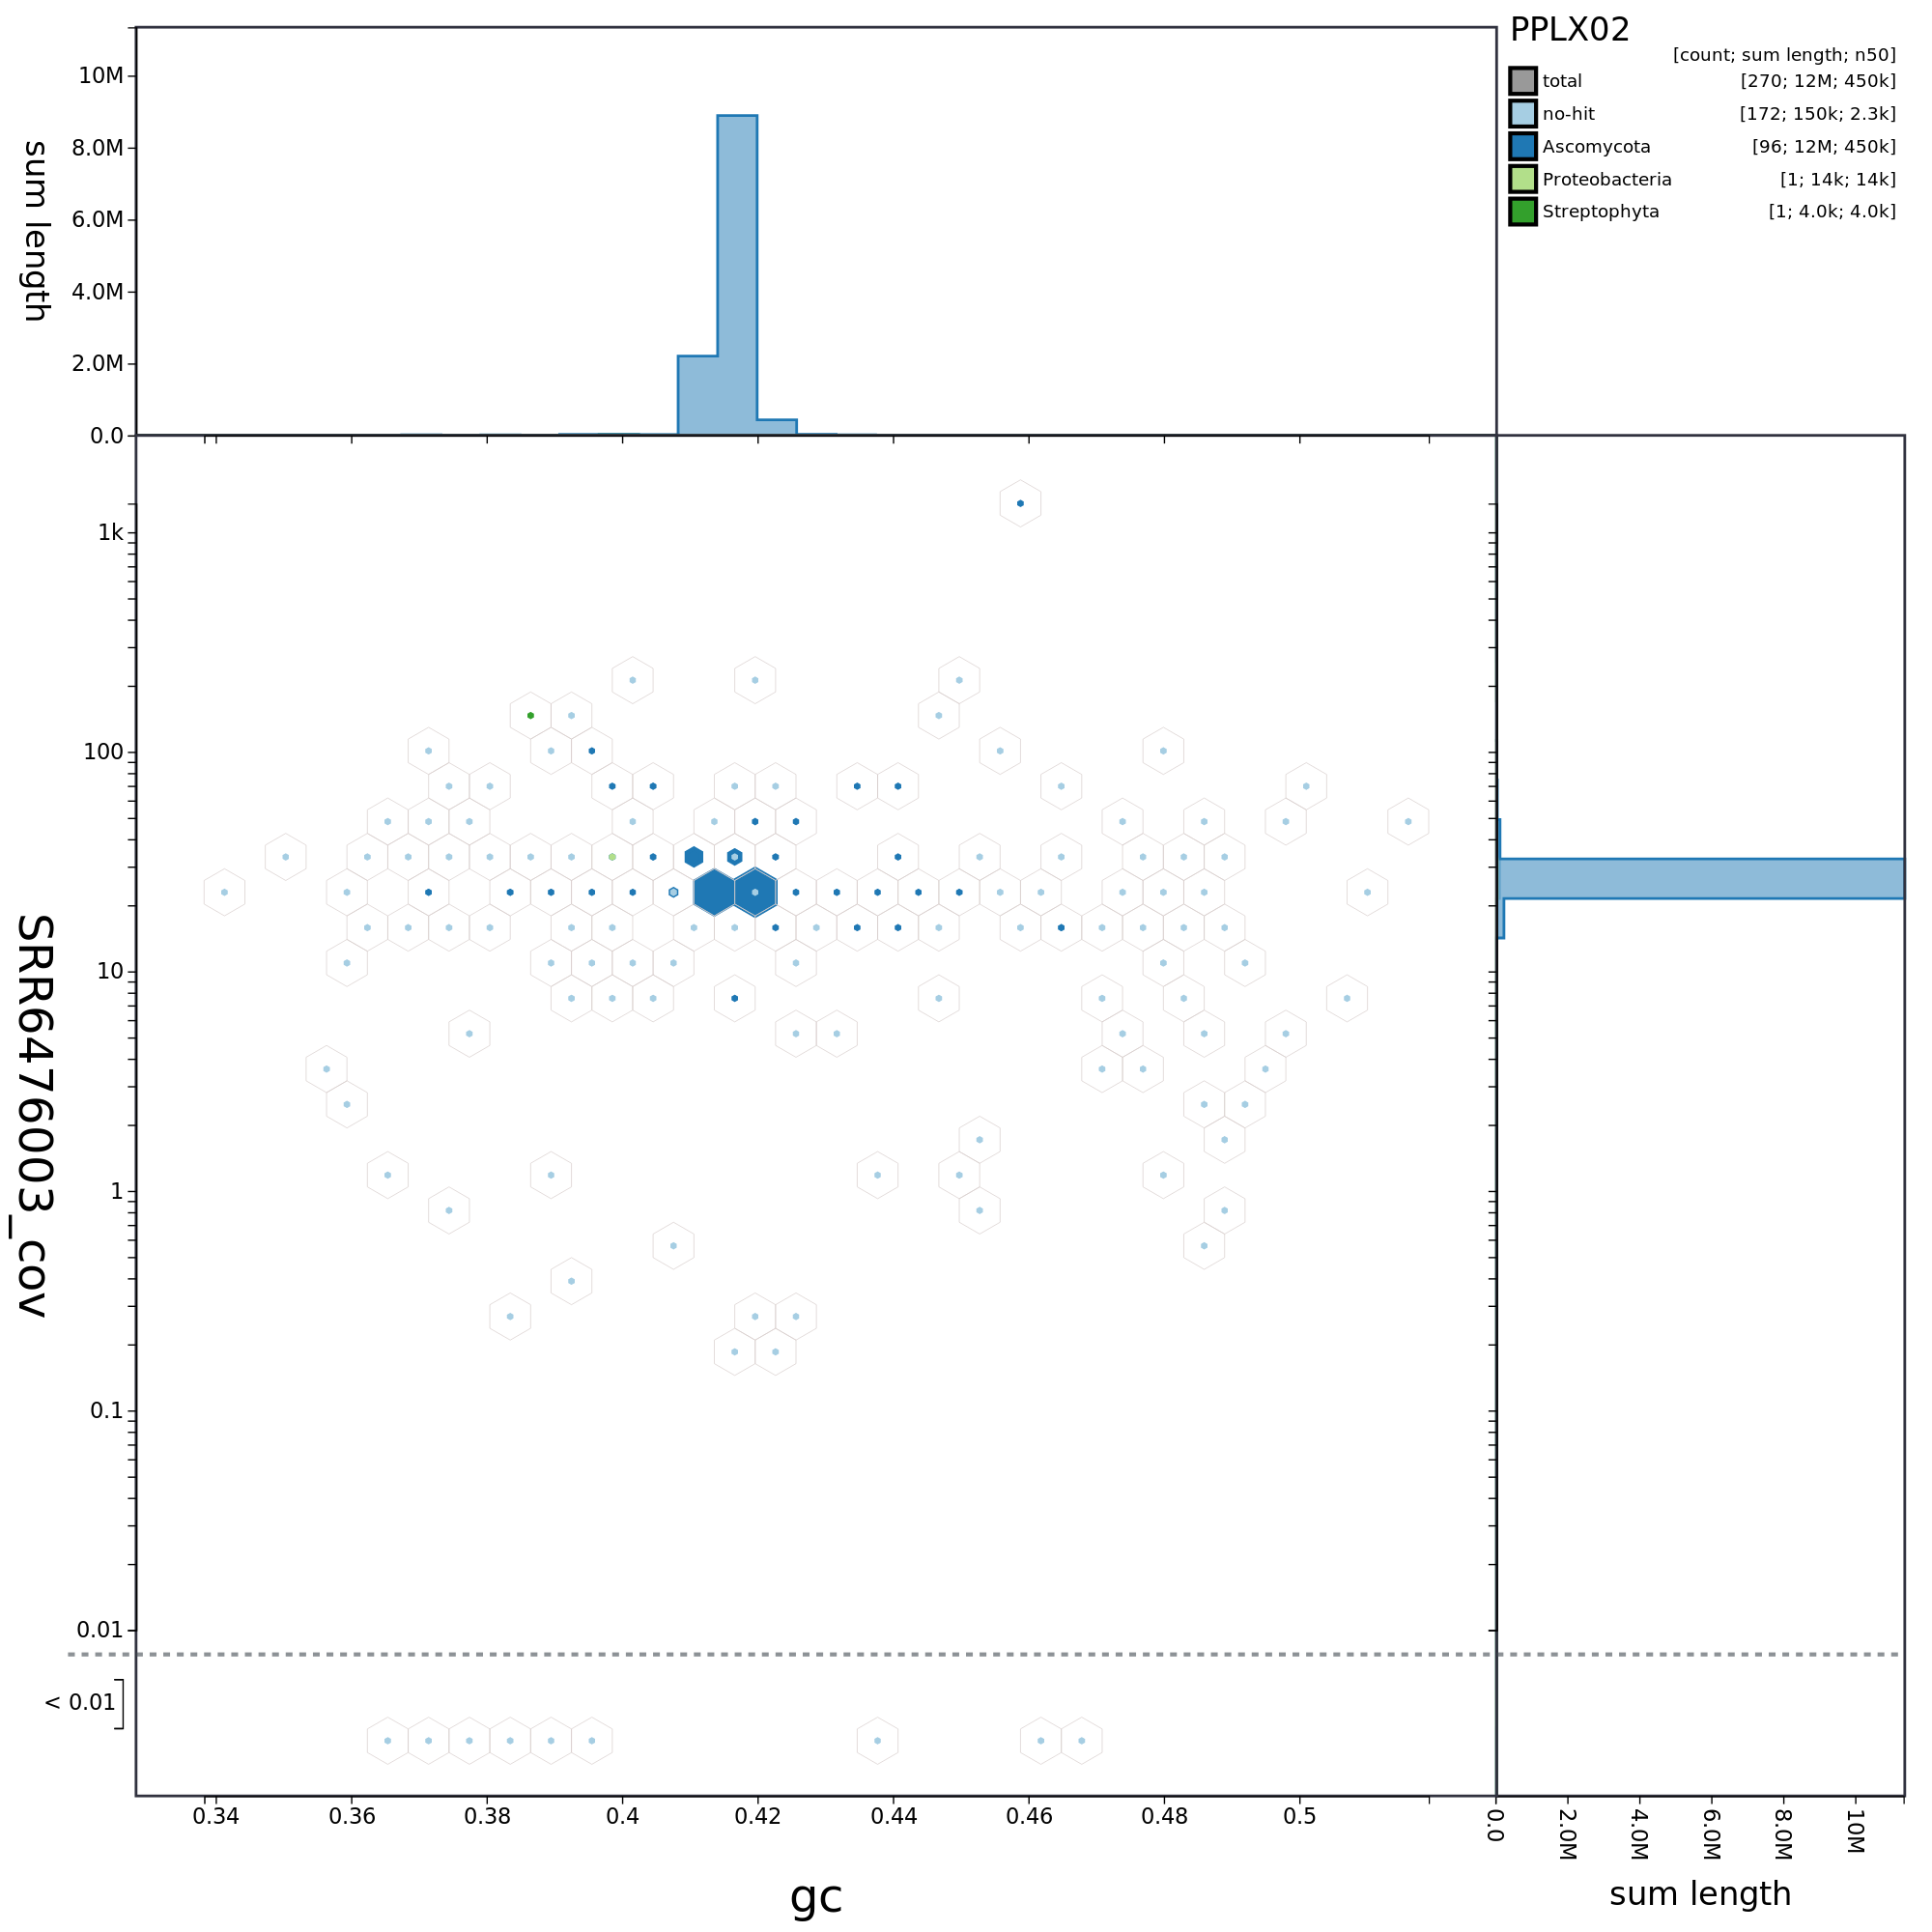 PPLX02
[count; sum length; n50]
total [270; 12M; 450k]
no-hit [172; 150k; 2.3k]
Ascomycota [96; 12M; 450k]
Proteobacteria [1; 14k; 14k]
Streptophyta [1; 4.0k; 4.0k]
sum length
10M
8.0M
6.0M
4.0M
2.0M
0.0
SRR6476003_cov
1k
100
10
1
0.1
0.01
< 0.01
0.34 0.36 0.38 0.4 0.42 0.44 0.46 0.48 0.5
gc
0.0 2.0M 4.0M 6.0M 8.0M 10M
sum length